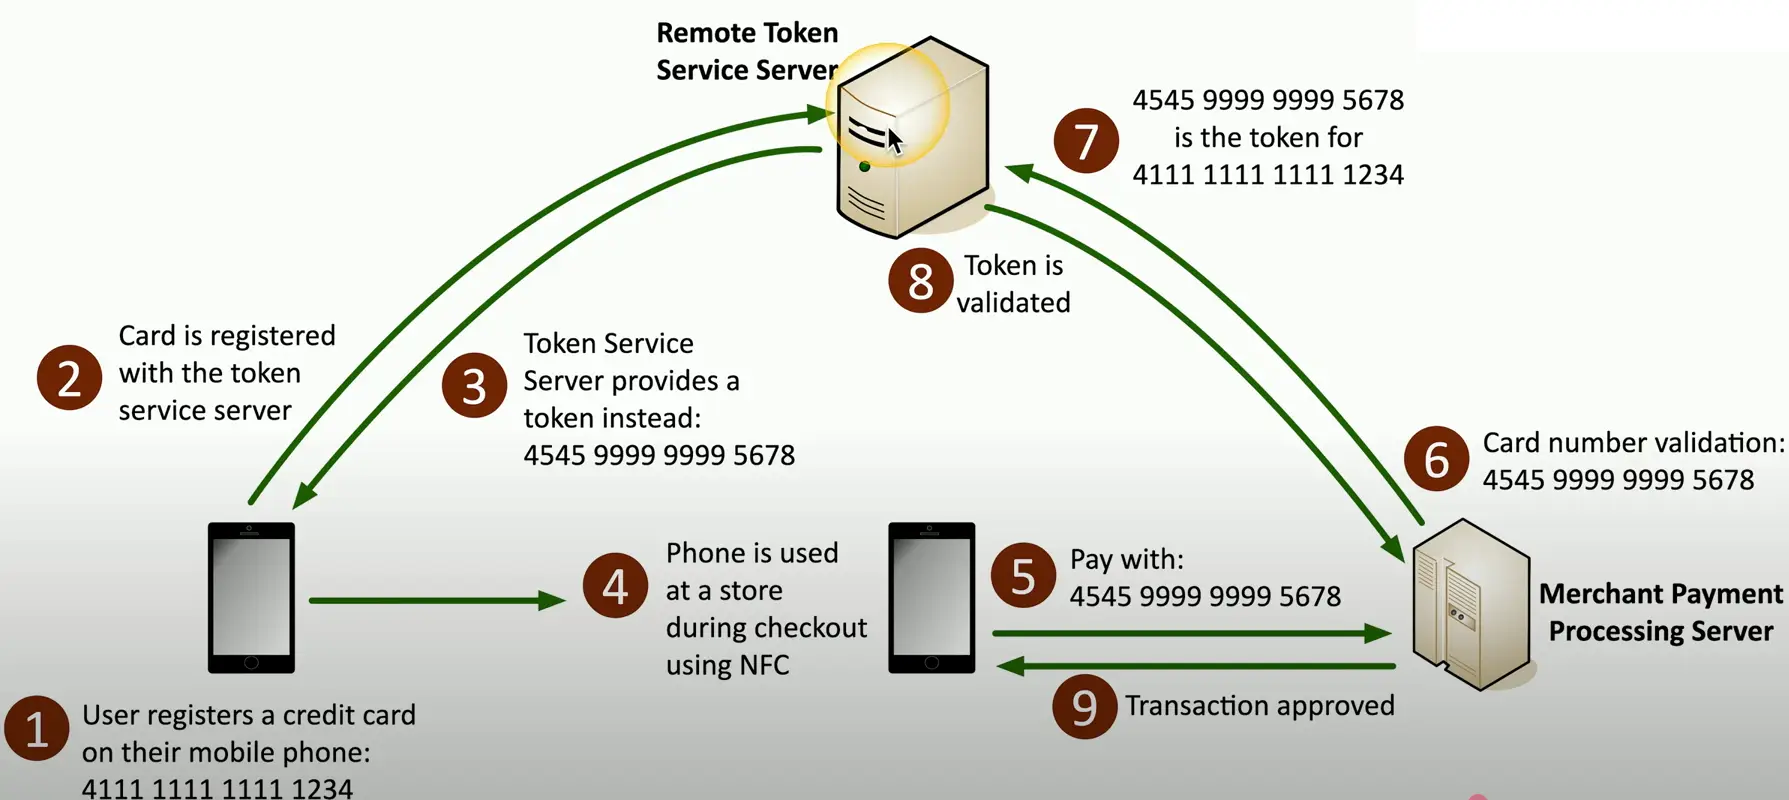 Remote Token
Service Server
1
User registers a credit card
on their mobile phone:
4111 1111 1111 1234
2
Card is registered
with the token
service server
3
Token Service
Server provides a
token instead:
4545 9999 9999 5678
4
Phone is used
at a store
during checkout
using NFC
5
Pay with:
4545 9999 9999 5678
6
Card number validation:
4545 9999 9999 5678
Merchant Payment
Processing Server
7
4545 9999 9999 5678
is the token for
4111 1111 1111 1234
8
Token is
validated
9
Transaction approved